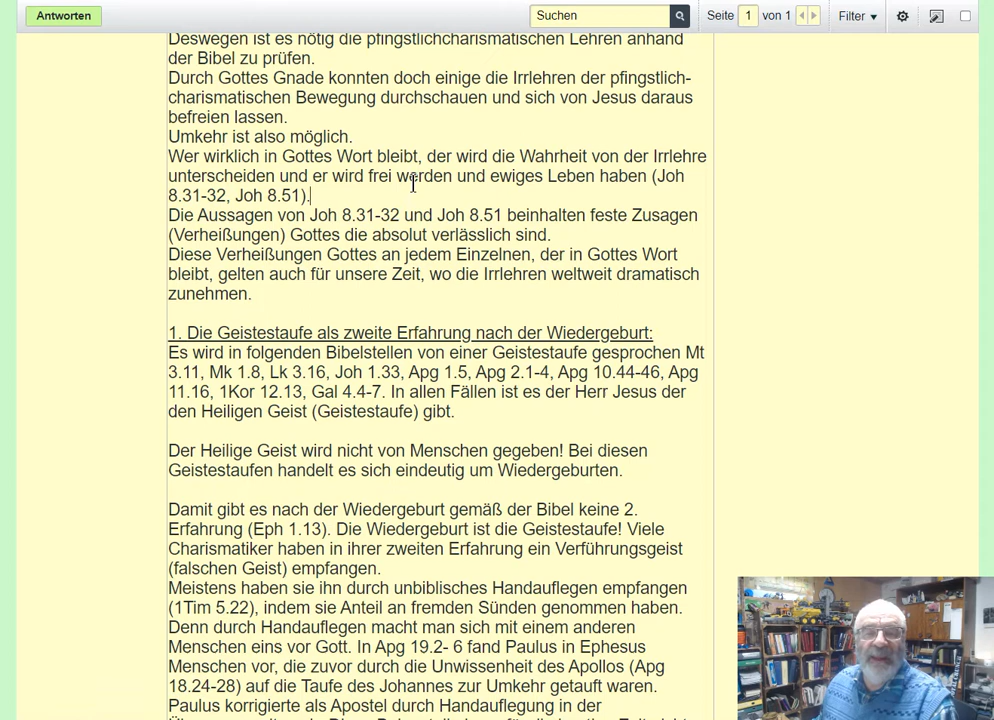 Antworten
Suchen
Seite 1 von 1
Filter
Deswegen ist es nötig die pfingstlichcharismatischen Lehren anhand
der Bibel zu prüfen.
Durch Gottes Gnade konnten doch einige die Irrlehren der pfingstlich-
charismatischen Bewegung durchschauen und sich von Jesus daraus
befreien lassen.
Umkehr ist also möglich.
Wer wirklich in Gottes Wort bleibt, der wird die Wahrheit von der Irrlehre
unterscheiden und er wird frei werden und ewiges Leben haben (Joh
8.31-32, Joh 8.51).
Die Aussagen von Joh 8.31-32 und Joh 8.51 beinhalten feste Zusagen
(Verheißungen) Gottes die absolut verlässlich sind.
Diese Verheißungen Gottes an jedem Einzelnen, der in Gottes Wort
bleibt, gelten auch für unsere Zeit, wo die Irrlehren weltweit dramatisch
zunehmen.
1. Die Geistestaufe als zweite Erfahrung nach der Wiedergeburt:
Es wird in folgenden Bibelstellen von einer Geistestaufe gesprochen Mt
3.11, Mk 1.8, Lk 3.16, Joh 1.33, Apg 1.5, Apg 2.1-4, Apg 10.44-46, Apg
11.16, 1Kor 12.13, Gal 4.4-7. In allen Fällen ist es der Herr Jesus der
den Heiligen Geist (Geistestaufe) gibt.
Der Heilige Geist wird nicht von Menschen gegeben! Bei diesen
Geistestaufen handelt es sich eindeutig um Wiedergeburten.
Damit gibt es nach der Wiedergeburt gemäß der Bibel keine 2.
Erfahrung (Eph 1.13). Die Wiedergeburt ist die Geistestaufe! Viele
Charismatiker haben in ihrer zweiten Erfahrung ein Verführungsgeist
(falschen Geist) empfangen.
Meistens haben sie ihn durch unbiblisches Handauflegen empfangen
(1Tim 5.22), indem sie Anteil an fremden Sünden genommen haben.
Denn durch Handauflegen macht man sich mit einem anderen
Menschen eins vor Gott. In Apg 19.2- 6 fand Paulus in Ephesus
Menschen vor, die zuvor durch die Unwissenheit des Apollos (Apg
18.24-28) auf die Taufe des Johannes zur Umkehr getauft waren.
Paulus korrigierte als Apostel durch Handauflegung in der